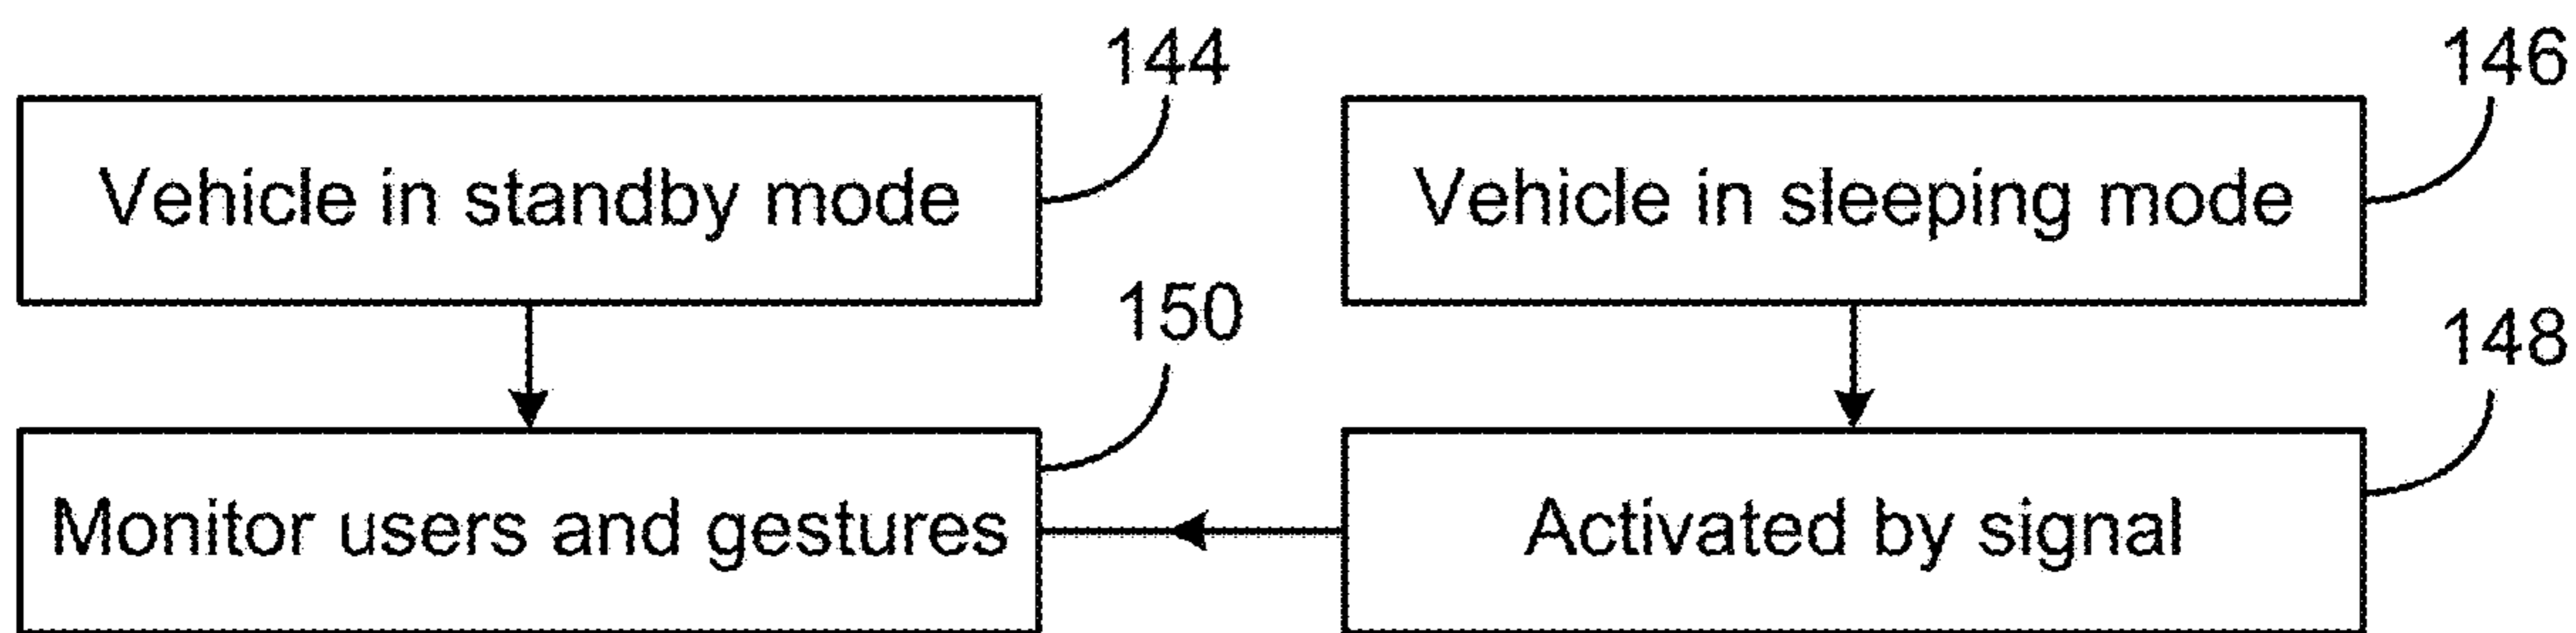 144
146
Vehicle in standby mode
Vehicle in sleeping mode
150
148
Monitor users and gestures
Activated by signal